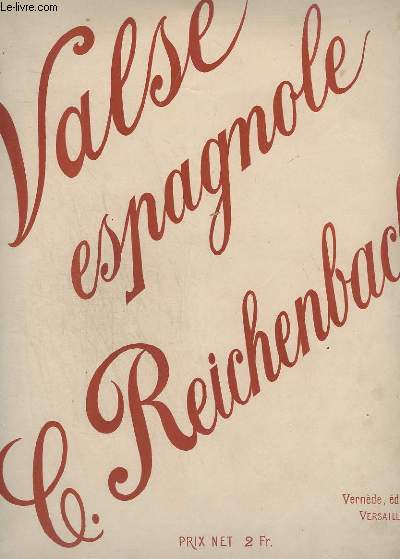 Le-livre.com
Valse
espagnole
C. Reichenbach
Vernède, éd
VERSAILL
PRIX NET 2 Fr.